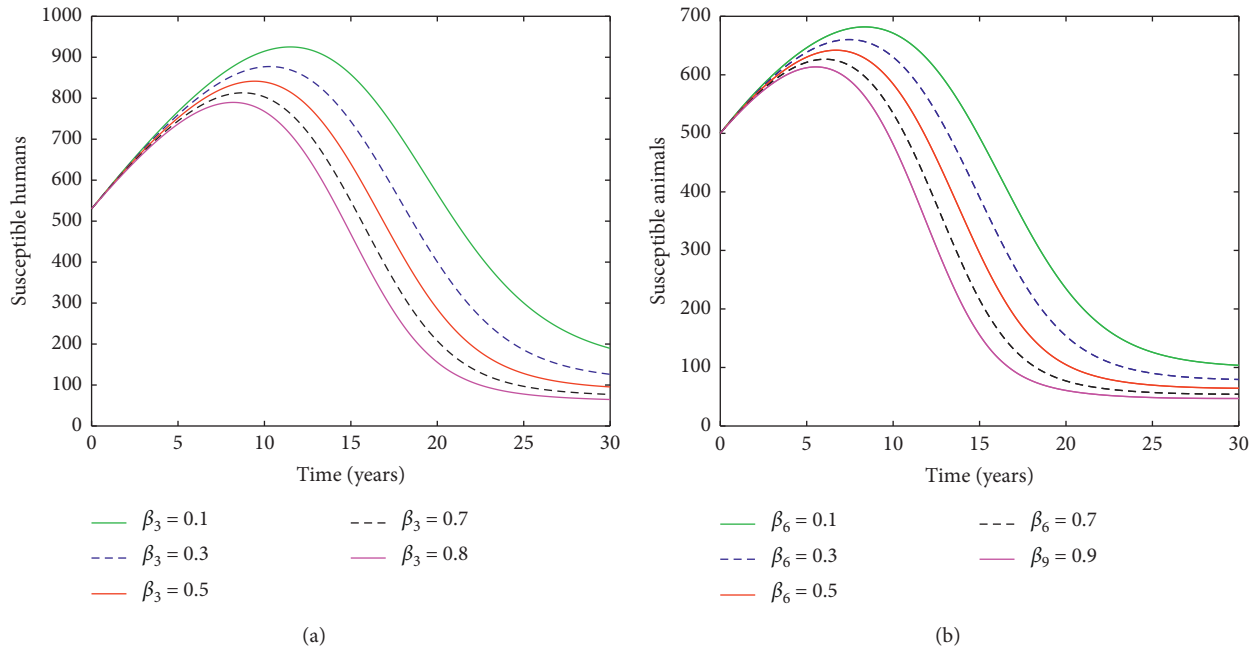 1000
900
800
700
600
500
400
300
200
100
0
Susceptible humans
0 5 10 15 20 25 30
Time (years)
β3 = 0.1
β3 = 0.3
β3 = 0.5
β3 = 0.7
β3 = 0.8
(a)
700
600
500
400
300
200
100
0
Susceptible animals
0 5 10 15 20 25 30
Time (years)
β6 = 0.1
β6 = 0.3
β6 = 0.5
β6 = 0.7
β9 = 0.9
(b)